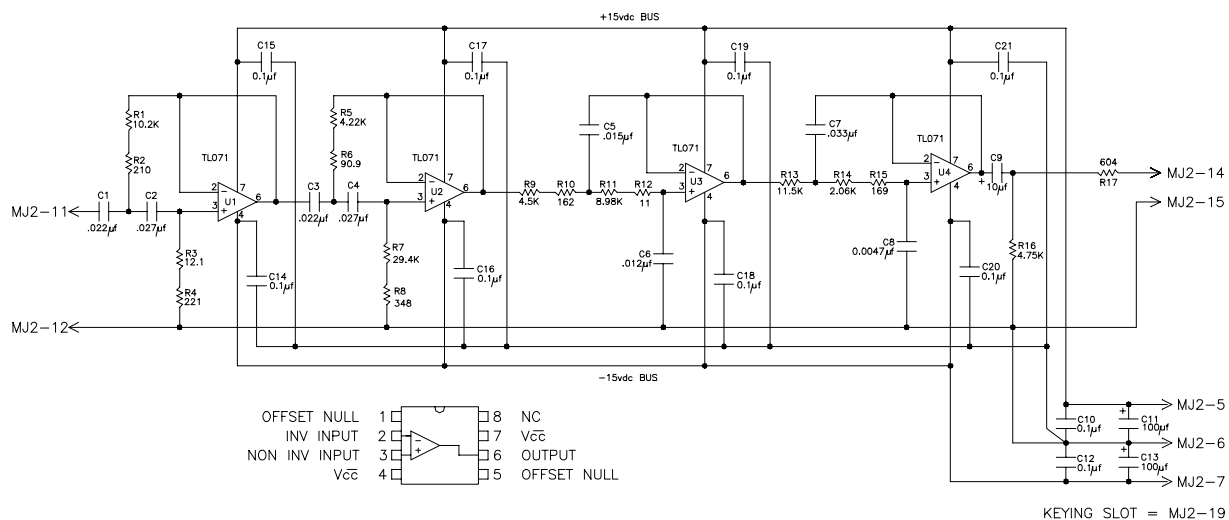 +15vdc BUS
C15
0.1µf
C17
0.1µf
C19
0.1µf
C21
0.1µf
R1
10.2K
R2
210
TL071
2
7
6
3
4
U1
R5
4.22K
R6
90.9
TL071
2
7
6
3
4
U2
C5
.015µf
TL071
2
7
6
3
4
U3
C7
.033µf
TL071
2
7
6
3
4
U4
C9
+
10µf
604
R17
MJ2-14
MJ2-15
MJ2-11
C1
.022µf
C2
.027µf
C3
.022µf
C4
.027µf
R9
4.5K
R10
162
R11
8.98K
R12
11
R13
11.5K
R14
2.06K
R15
169
R3
12.1
R4
221
C14
0.1µf
R7
29.4K
R8
348
C16
0.1µf
C6
.012µf
C18
0.1µf
C8
0.0047µf
C20
0.1µf
R16
4.75K
MJ2-12
-15vdc BUS
OFFSET NULL 1
INV INPUT 2
NON INV INPUT 3
Vcc 4
8 NC
7 Vcc
6 OUTPUT
5 OFFSET NULL
C10
0.1µf
+
C11
100µf
C12
0.1µf
+
C13
100µf
MJ2-5
MJ2-6
MJ2-7
KEYING SLOT = MJ2-19